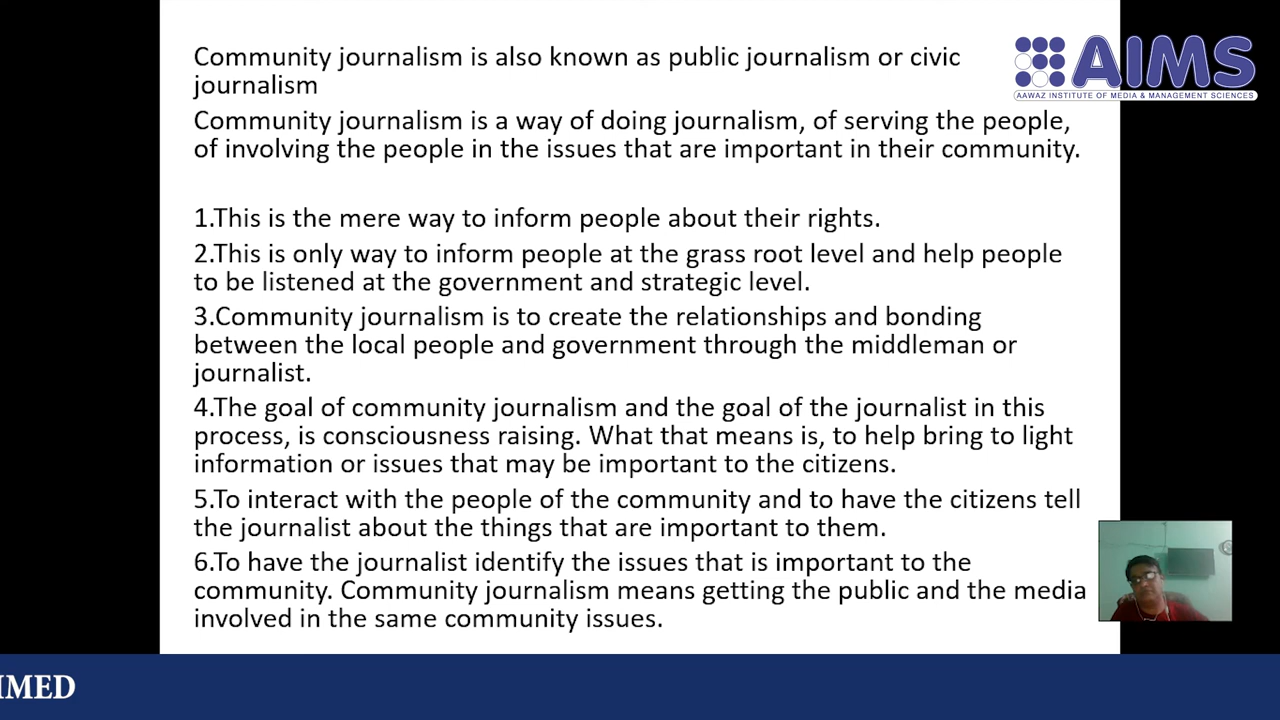 Community journalism is also known as public journalism or civic
journalism
Community journalism is a way of doing journalism, of serving the people,
of involving the people in the issues that are important in their community.
1.This is the mere way to inform people about their rights.
2.This is only way to inform people at the grass root level and help people
to be listened at the government and strategic level.
3.Community journalism is to create the relationships and bonding
between the local people and government through the middleman or
journalist.
4.The goal of community journalism and the goal of the journalist in this
process, is consciousness raising. What that means is, to help bring to light
information or issues that may be important to the citizens.
5.To interact with the people of the community and to have the citizens tell
the journalist about the things that are important to them.
6.To have the journalist identify the issues that is important to the
community. Community journalism means getting the public and the media
involved in the same community issues.
AIMS
AAWAZ INSTITUTE OF MEDIA & MANAGEMENT SCIENCES
MED